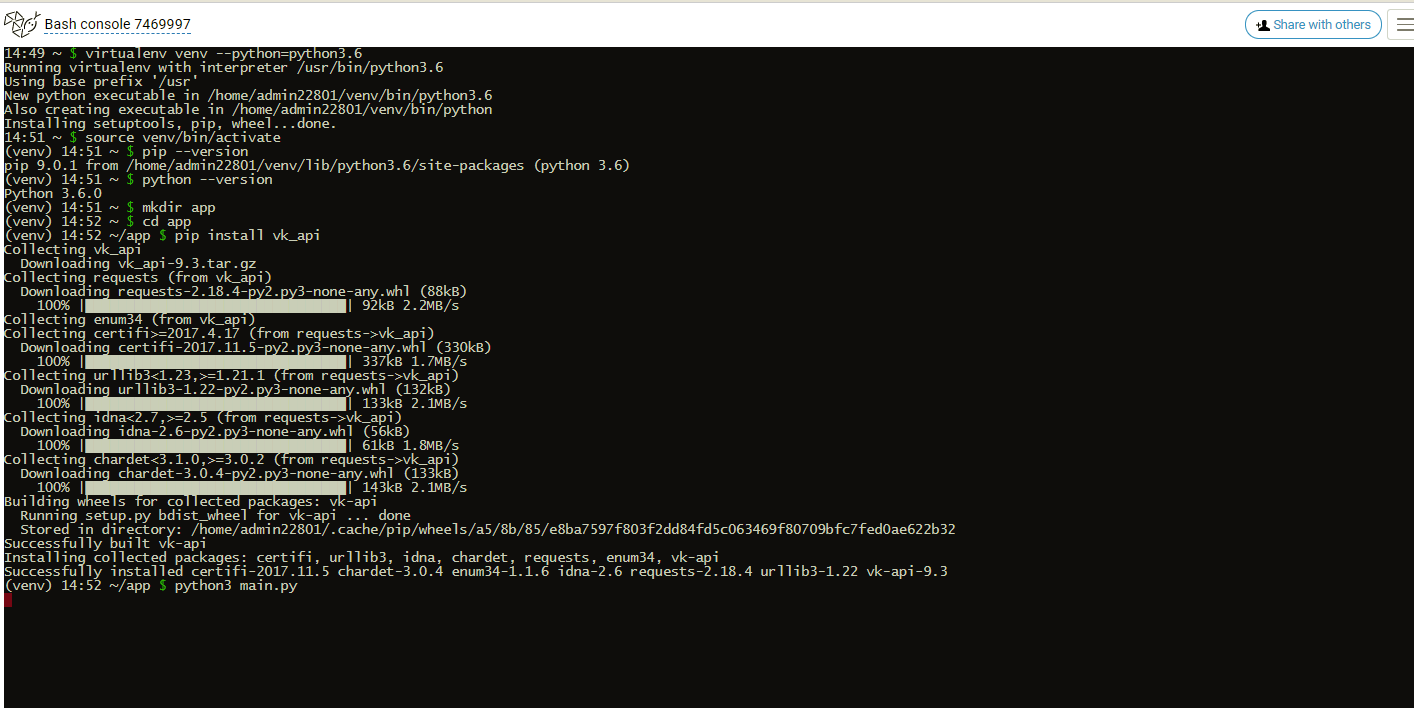 Bash console 7469997
Share with others
14:49 ~ $ virtualenv venv --python=python3.6
Running virtualenv with interpreter /usr/bin/python3.6
Using base prefix '/usr'
New python executable in /home/admin22801/venv/bin/python3.6
Also creating executable in /home/admin22801/venv/bin/python
Installing setuptools, pip, wheel...done.
14:51 ~ $ source venv/bin/activate
(venv) 14:51 ~ $ pip --version
pip 9.0.1 from /home/admin22801/venv/lib/python3.6/site-packages (python 3.6)
(venv) 14:51 ~ $ python --version
Python 3.6.0
(venv) 14:51 ~ $ mkdir app
(venv) 14:52 ~ $ cd app
(venv) 14:52 ~/app $ pip install vk_api
Collecting vk_api
  Downloading vk_api-9.3.tar.gz
Collecting requests (from vk_api)
  Downloading requests-2.18.4-py2.py3-none-any.whl (88kB)
    100% |████████████████████████████████| 92kB 2.2MB/s
Collecting enum34 (from vk_api)
Collecting certifi>=2017.4.17 (from requests->vk_api)
  Downloading certifi-2017.11.5-py2.py3-none-any.whl (330kB)
    100% |████████████████████████████████| 337kB 1.7MB/s
Collecting urllib3<1.23,>=1.21.1 (from requests->vk_api)
  Downloading urllib3-1.22-py2.py3-none-any.whl (132kB)
    100% |████████████████████████████████| 133kB 2.1MB/s
Collecting idna<2.7,>=2.5 (from requests->vk_api)
  Downloading idna-2.6-py2.py3-none-any.whl (56kB)
    100% |████████████████████████████████| 61kB 1.8MB/s
Collecting chardet<3.1.0,>=3.0.2 (from requests->vk_api)
  Downloading chardet-3.0.4-py2.py3-none-any.whl (133kB)
    100% |████████████████████████████████| 143kB 2.1MB/s
Building wheels for collected packages: vk-api
  Running setup.py bdist_wheel for vk-api ... done
  Stored in directory: /home/admin22801/.cache/pip/wheels/a5/8b/85/e8ba7597f803f2dd84fd5c063469f80709bfc7fed0ae622b32
Successfully built vk-api
Installing collected packages: certifi, urllib3, idna, chardet, requests, enum34, vk-api
Successfully installed certifi-2017.11.5 chardet-3.0.4 enum34-1.1.6 idna-2.6 requests-2.18.4 urllib3-1.22 vk-api-9.3
(venv) 14:52 ~/app $ python3 main.py